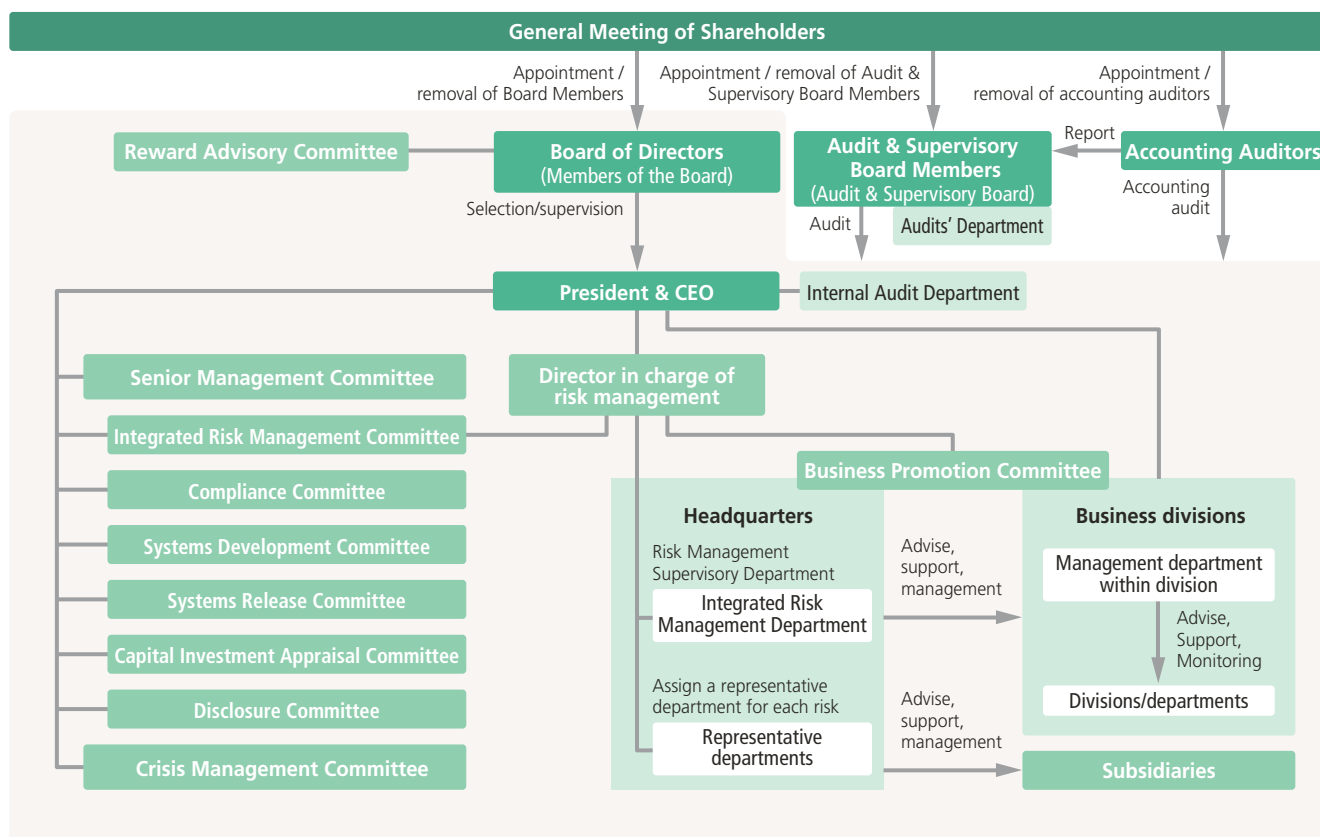 General Meeting of Shareholders
Appointment /
removal of Board Members
Appointment / removal of Audit &
Supervisory Board Members
Appointment /
removal of accounting auditors
Reward Advisory Committee
Board of Directors
(Members of the Board)
Audit & Supervisory
Board Members
(Audit & Supervisory Board)
Report
Accounting Auditors
Selection/supervision
Audit
Audits’ Department
Accounting
audit
President & CEO
Internal Audit Department
Senior Management Committee
Integrated Risk Management Committee
Compliance Committee
Systems Development Committee
Systems Release Committee
Capital Investment Appraisal Committee
Disclosure Committee
Crisis Management Committee
Director in charge of
risk management
Business Promotion Committee
Headquarters
Risk Management
Supervisory Department
Integrated Risk
Management Department
Assign a representative
department for each risk
Representative
departments
Advise,
support,
management
Advise,
support,
management
Business divisions
Management department
within division
Advise,
Support,
Monitoring
Divisions/departments
Subsidiaries